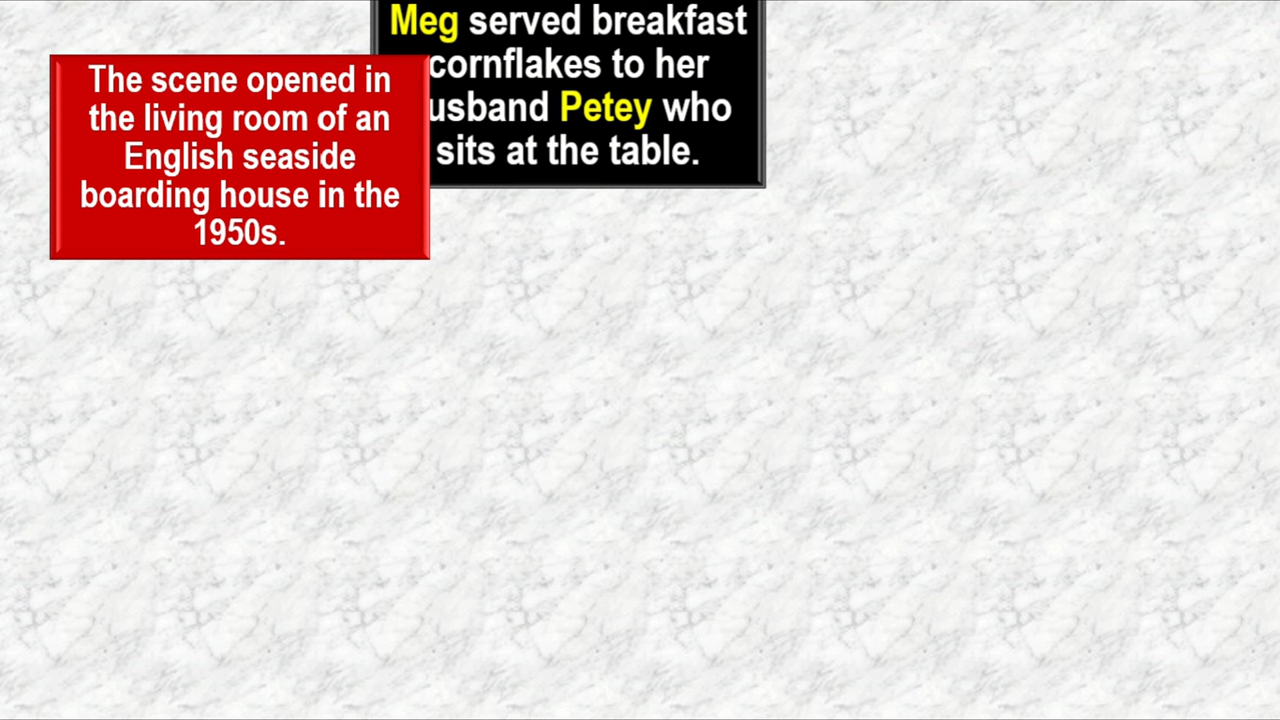 The scene opened in
the living room of an
English seaside
boarding house in the
1950s.
Meg served breakfast
cornflakes to her
usband Petey who
sits at the table.